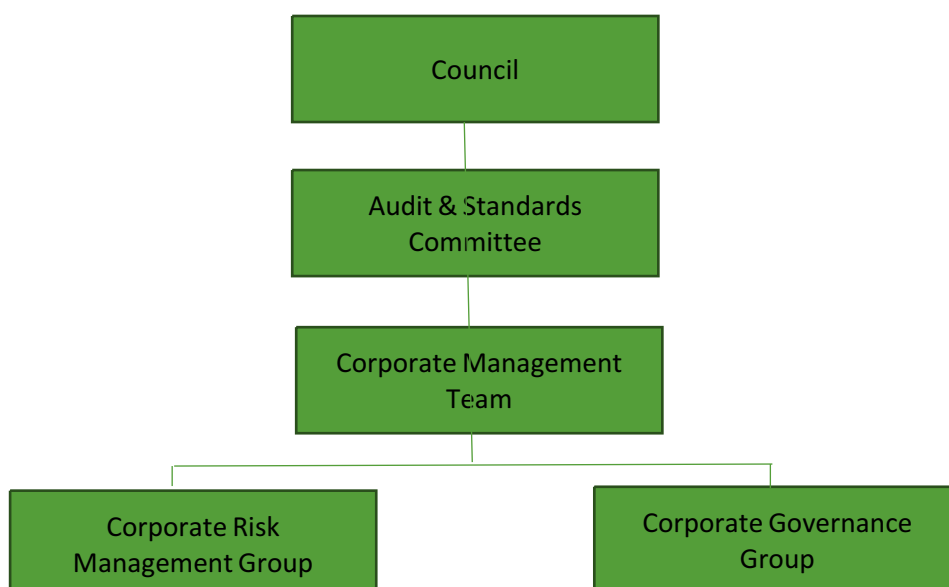 Council
Audit & Standards
Committee
Corporate Management
Team
Corporate Risk
Management Group
Corporate Governance
Group